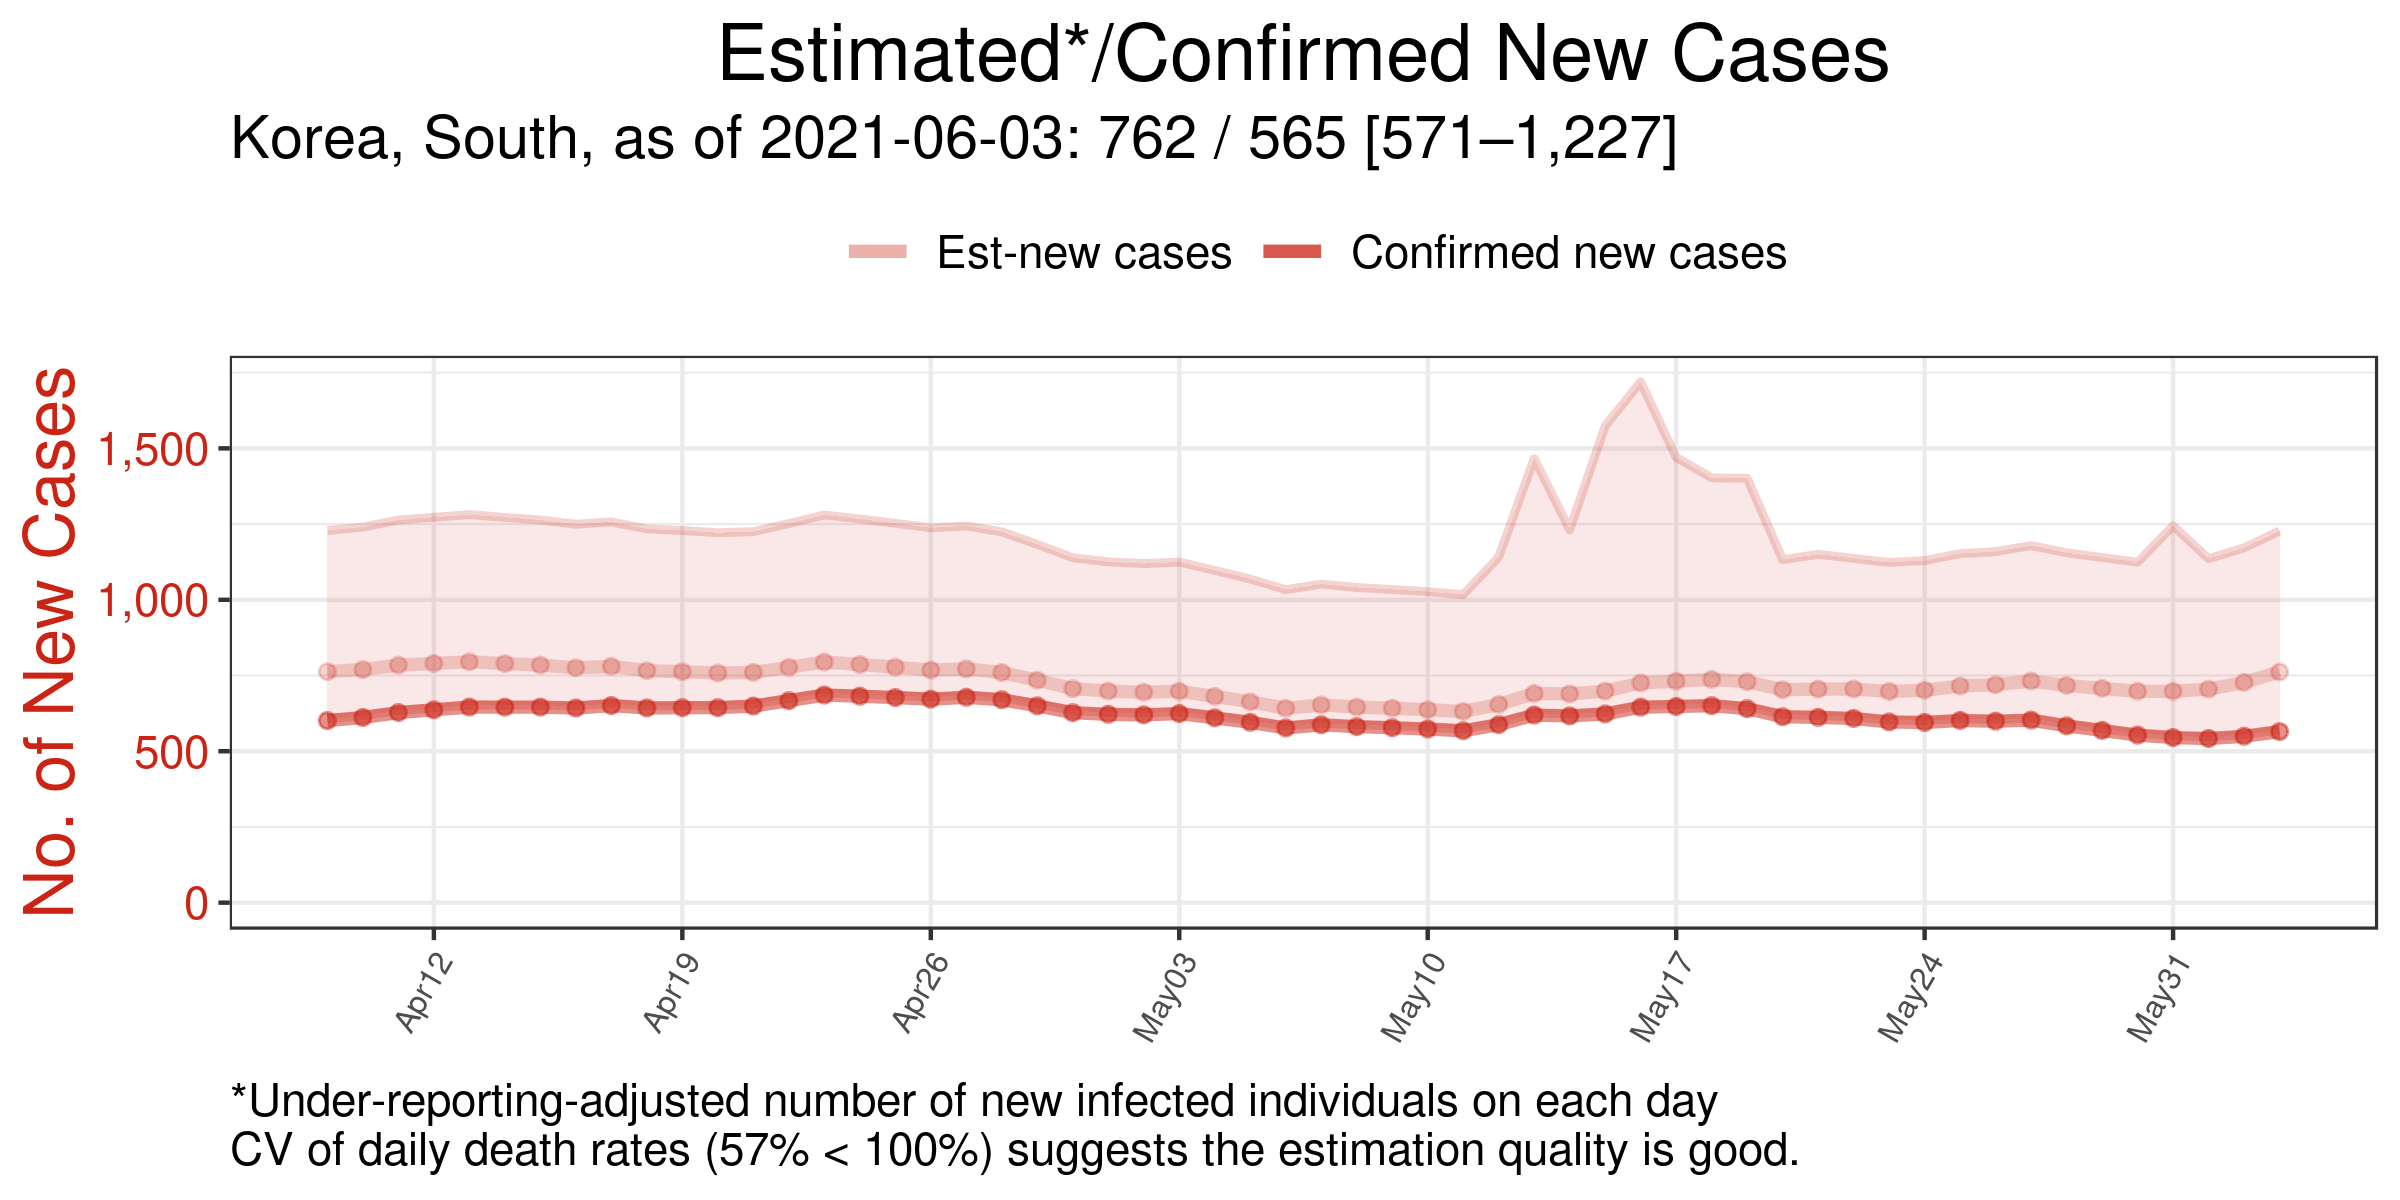 Estimated*/Confirmed New Cases
Korea, South, as of 2021-06-03: 762 / 565 [571–1,227]
Est-new cases
Confirmed new cases
No. of New Cases
1,500
1,000
500
0
Apr12
Apr19
Apr26
May03
May10
May17
May24
May31
*Under-reporting-adjusted number of new infected individuals on each day
CV of daily death rates (57% < 100%) suggests the estimation quality is good.